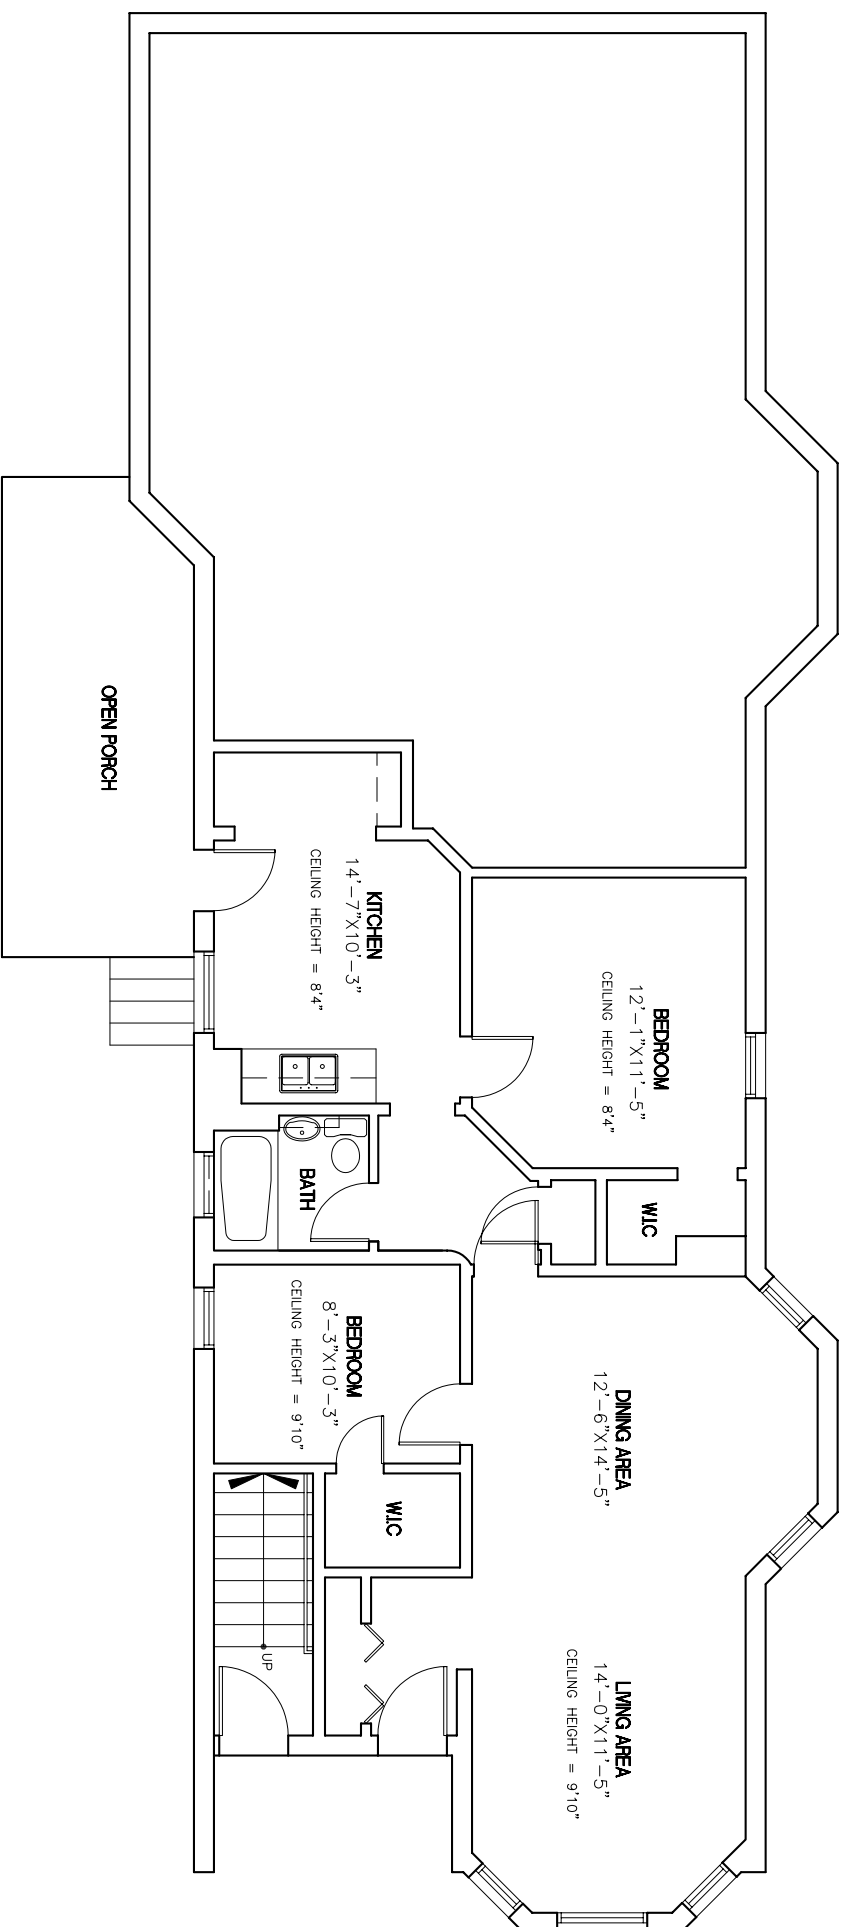 OPEN PORCH
KITCHEN
14'-7"X10'-3"
CEILING HEIGHT = 8'4"
BEDROOM
12'-1"X11'-5"
CEILING HEIGHT = 8'4"
BATH
W.I.C
BEDROOM
8'-3"X10'-3"
CEILING HEIGHT = 9'10"
W.I.C
UP
DINING AREA
12'-6"X14'-5"
LIVING AREA
14'-0"X11'-5"
CEILING HEIGHT = 9'10"